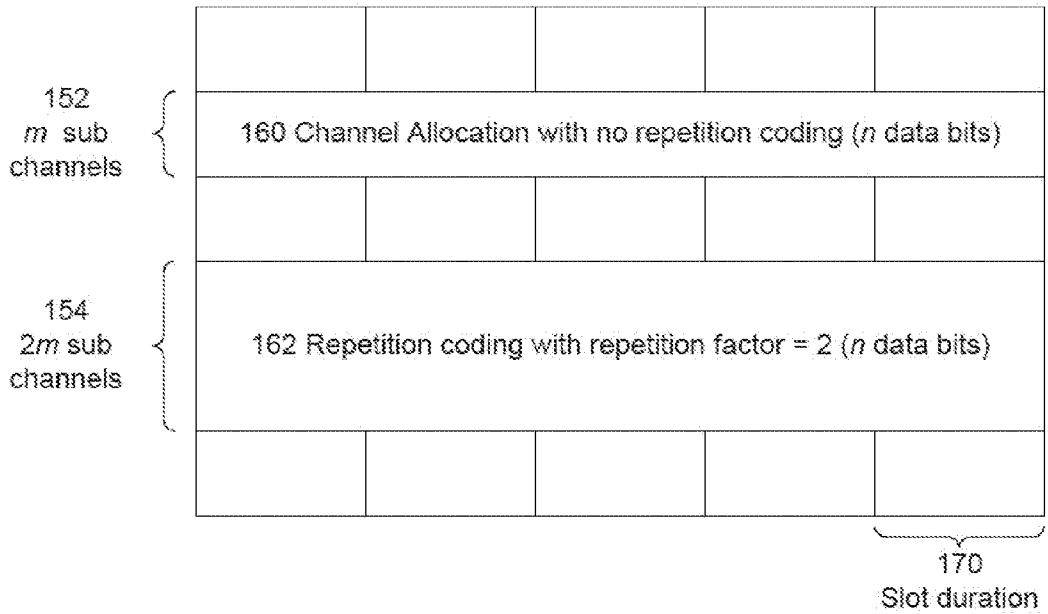 152
m sub
channels
160 Channel Allocation with no repetition coding (n data bits)
154
2m sub
channels
162 Repetition coding with repetition factor = 2 (n data bits)
170
Slot duration